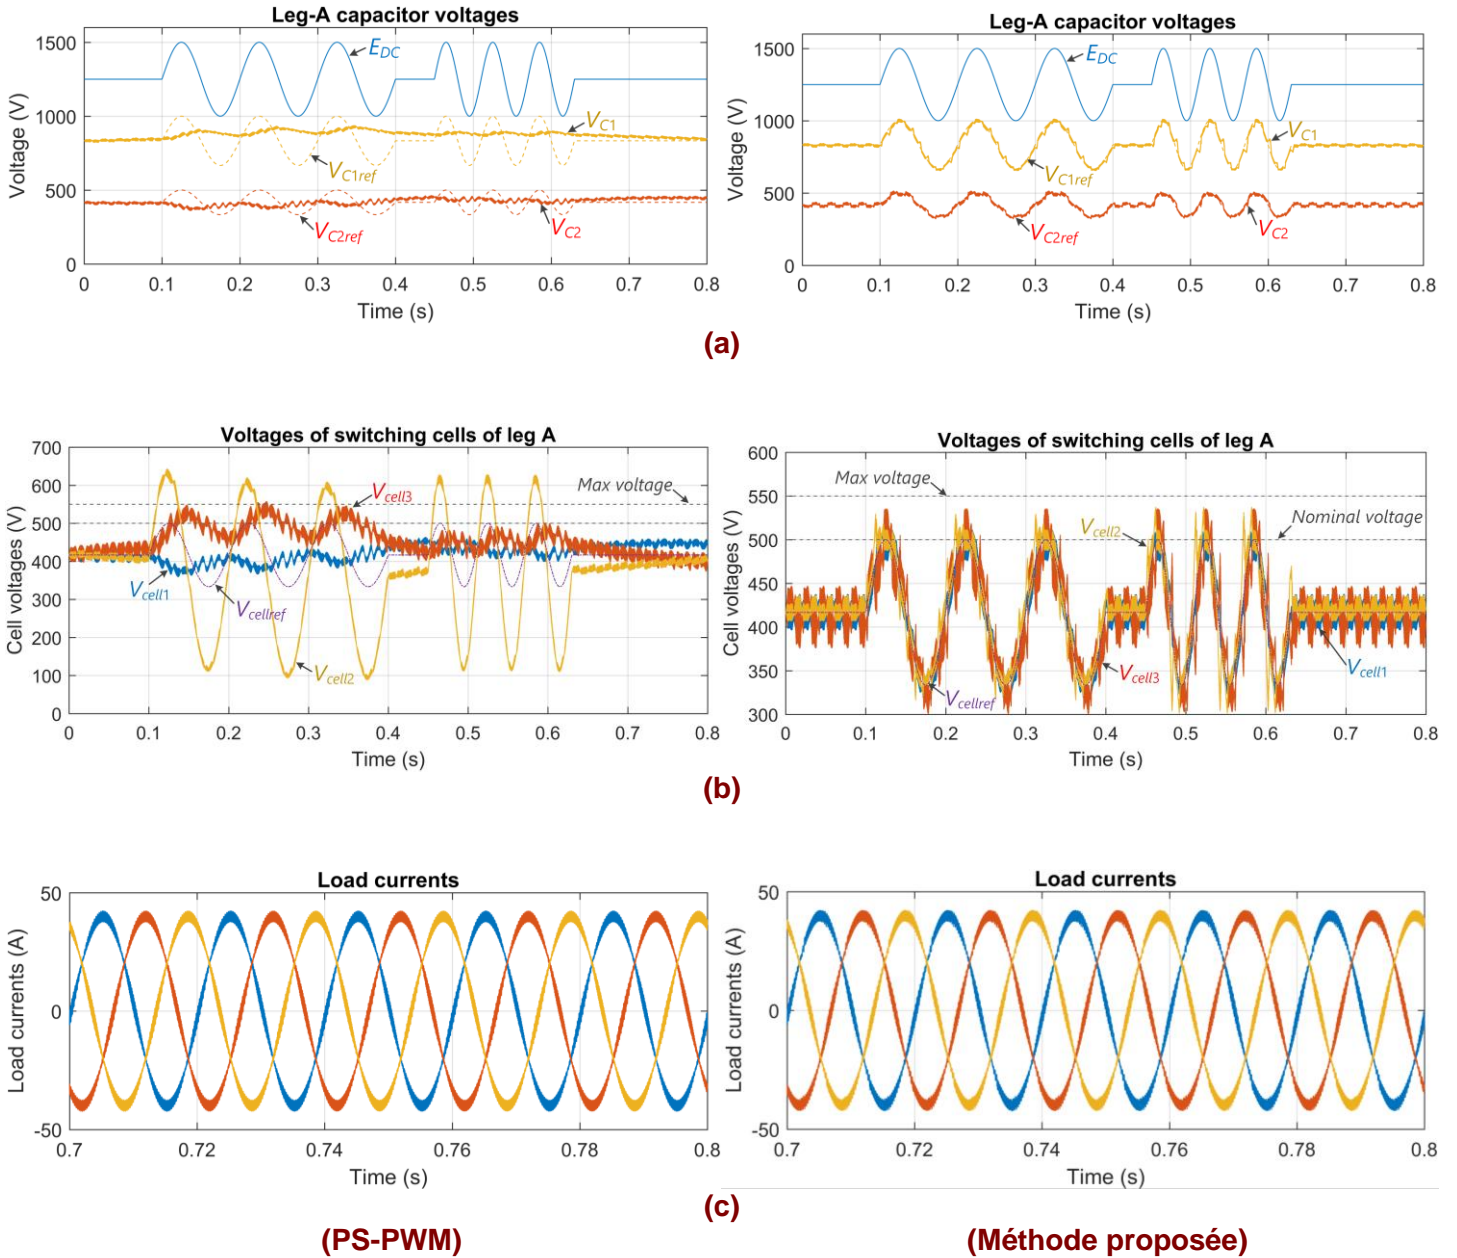 Leg-A capacitor voltages
Voltage (V)
1500
1000
500
0
E_DC
V_C1
V_C1ref
V_C2ref
V_C2
0 0.1 0.2 0.3 0.4 0.5 0.6 0.7 0.8
Time (s)
Leg-A capacitor voltages
Voltage (V)
1500
1000
500
0
E_DC
V_C1
V_C1ref
V_C2ref
V_C2
0 0.1 0.2 0.3 0.4 0.5 0.6 0.7 0.8
Time (s)
(a)
Voltages of switching cells of leg A
Cell voltages (V)
700
600
500
400
300
200
100
0
Max voltage
V_cell3
V_cell1
V_cellref
V_cell2
0 0.1 0.2 0.3 0.4 0.5 0.6 0.7 0.8
Time (s)
Voltages of switching cells of leg A
Cell voltages (V)
600
550
500
450
400
350
300
Max voltage
Nominal voltage
V_cell2
V_cell1
V_cell3
V_cellref
0 0.1 0.2 0.3 0.4 0.5 0.6 0.7 0.8
Time (s)
(b)
Load currents
Load currents (A)
50
0
-50
0.7 0.72 0.74 0.76 0.78 0.8
Time (s)
Load currents
Load currents (A)
50
0
-50
0.7 0.72 0.74 0.76 0.78 0.8
Time (s)
(c)
(PS-PWM)
(Méthode proposée)